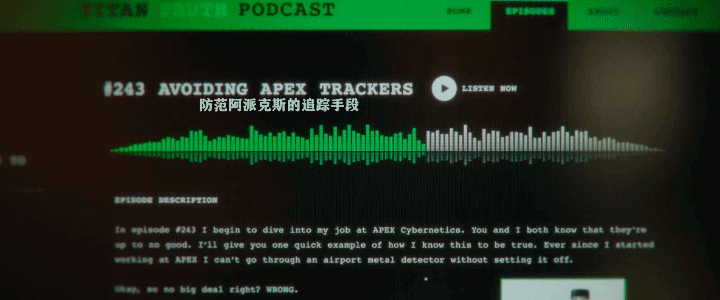 TITAN TRUTH PODCAST
HOME EPISODES ABOUT CONTACT
#243 AVOIDING APEX TRACKERS
LISTEN NOW
防范阿派克斯的追踪手段
EPISODE DESCRIPTION
In episode #243 I begin to dive into my job at APEX Cybernetics. You and I both know that they're
up to no good. I'll give you one quick example of how I know this to be true. Ever since I started
working at APEX I can't go through an airport metal detector without setting it off.
Okay, so no big deal right? WRONG.